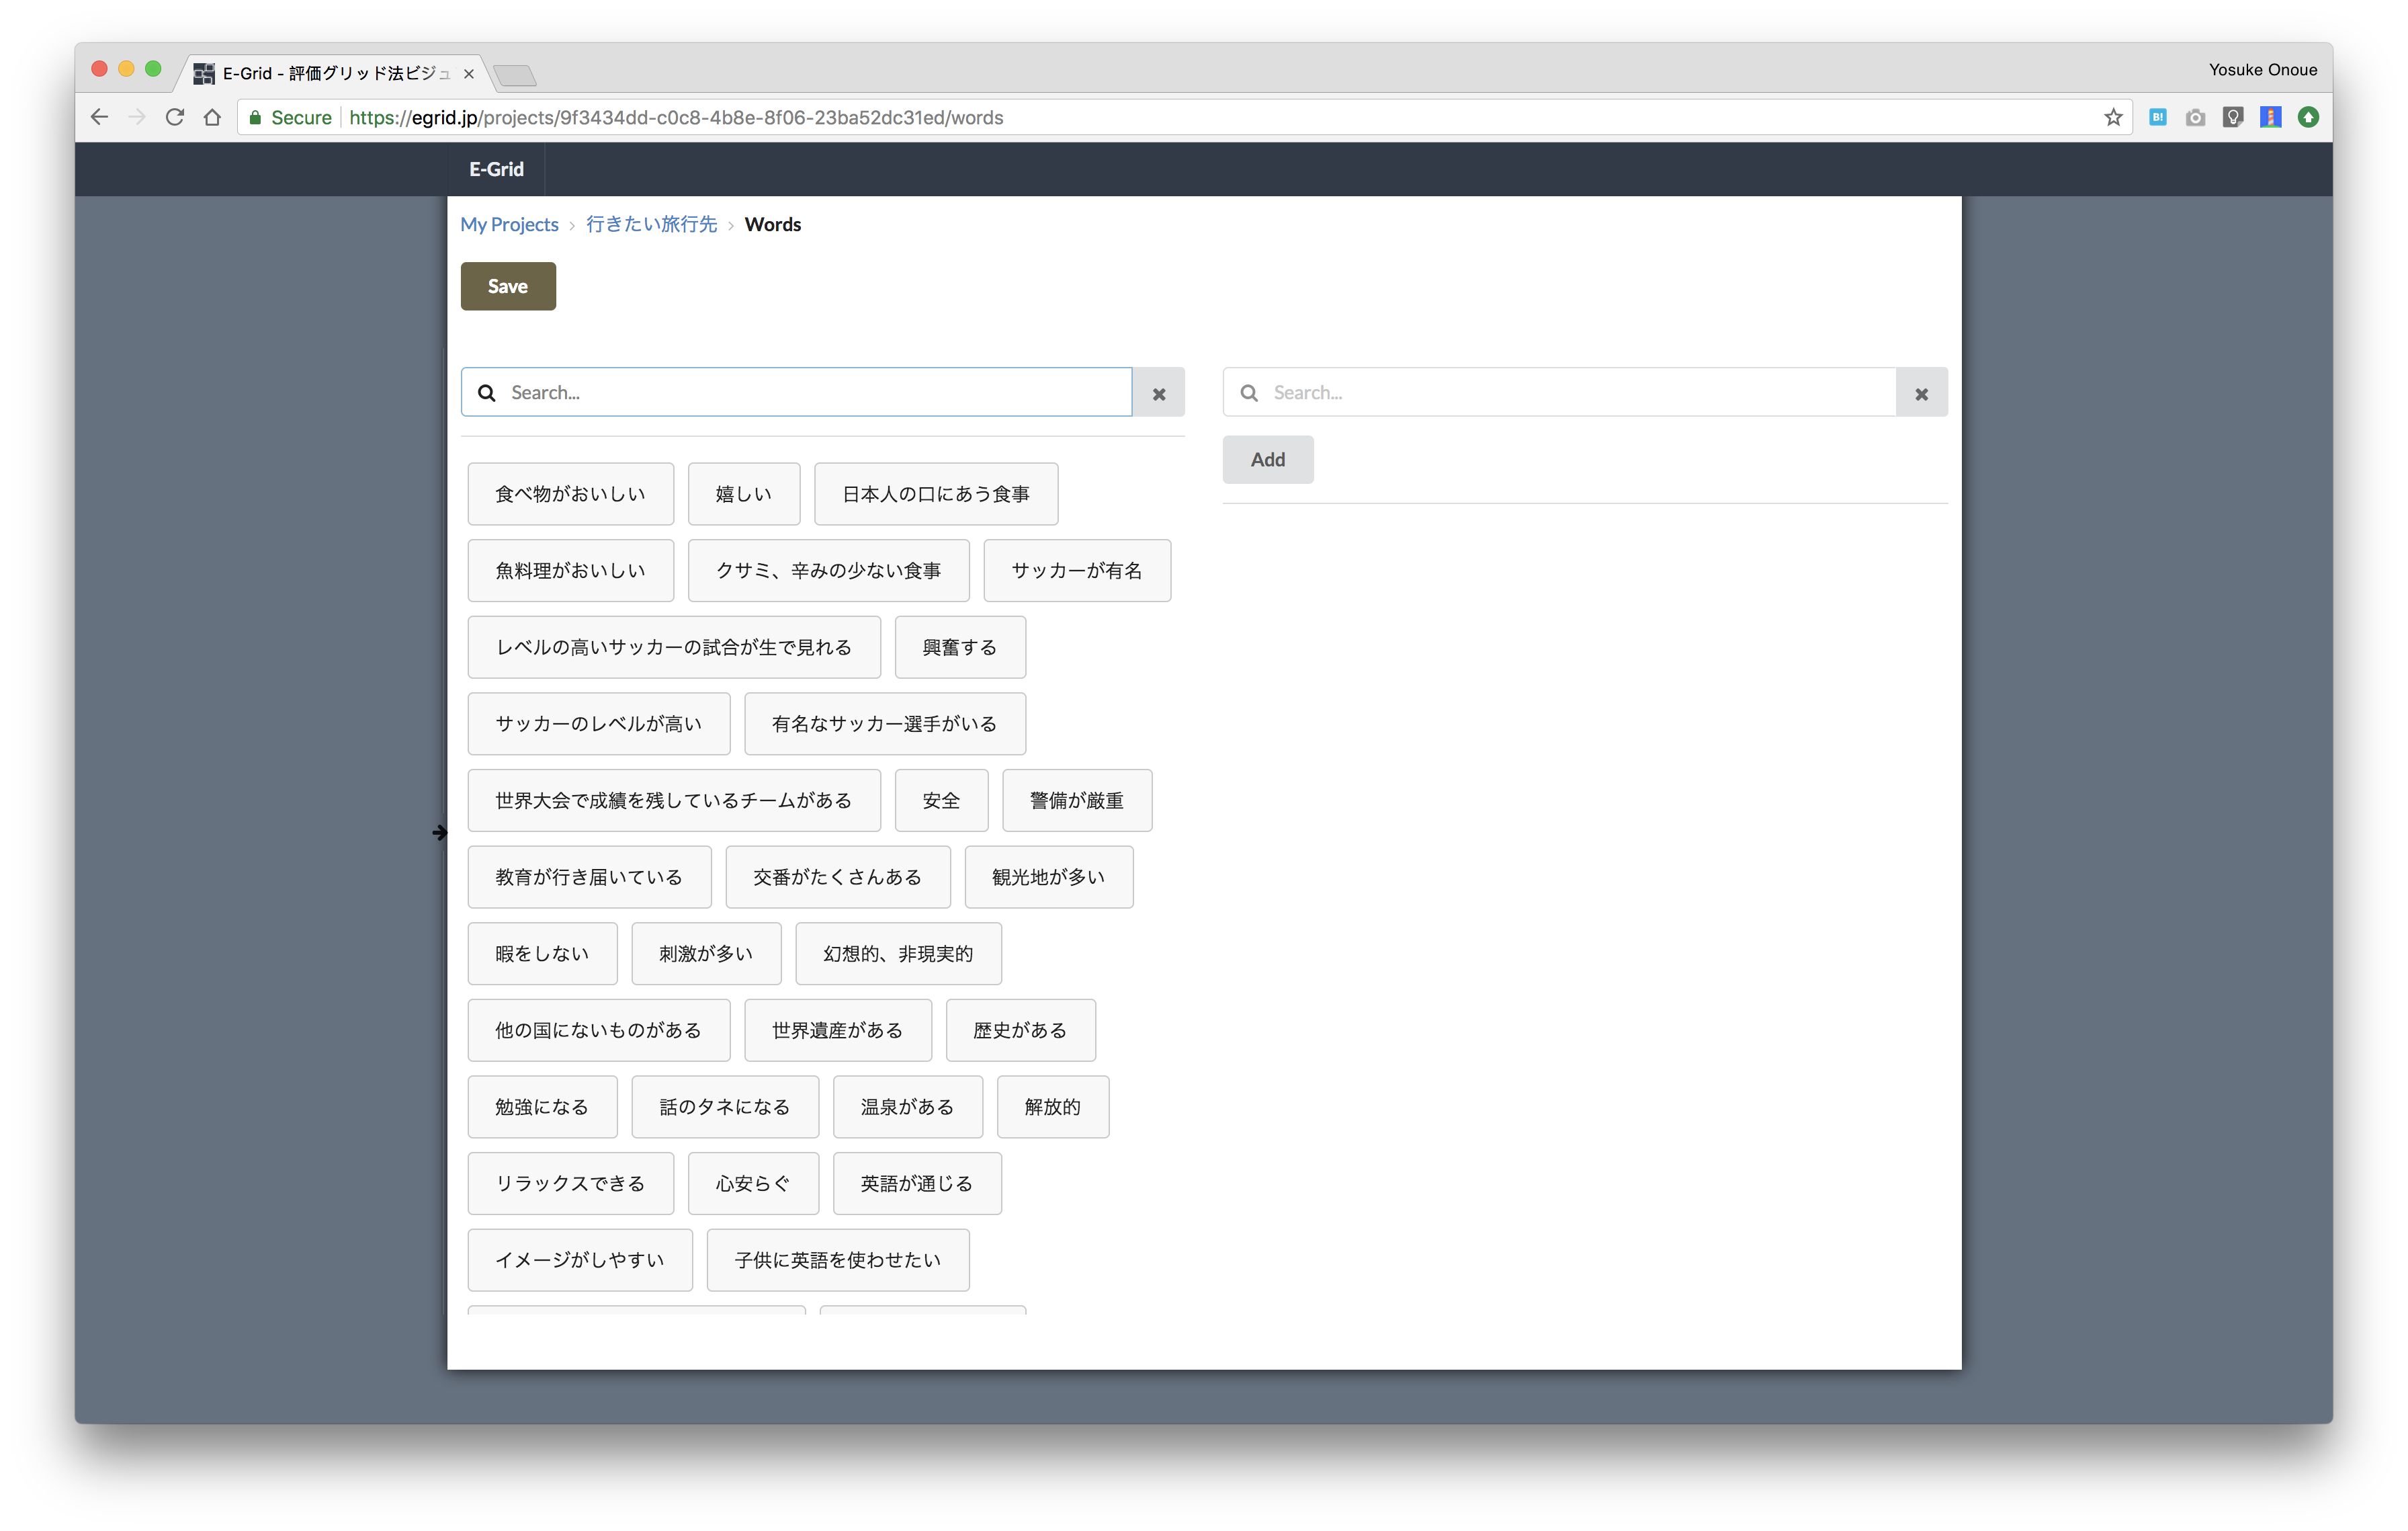 E-Grid - 評価グリッド法ビジュ
Yosuke Onoue
Secure https://egrid.jp/projects/9f3434dd-c0c8-4b8e-8f06-23ba52dc31ed/words
B!
E-Grid
My Projects > 行きたい旅行先 > Words
Save
Search...
Search...
Add
食べ物がおいしい 嬉しい 日本人の口にあう食事
魚料理がおいしい クサミ、辛みの少ない食事 サッカーが有名
レベルの高いサッカーの試合が生で見れる 興奮する
サッカーのレベルが高い 有名なサッカー選手がいる
世界大会で成績を残しているチームがある 安全 警備が厳重
教育が行き届いている 交番がたくさんある 観光地が多い
暇をしない 刺激が多い 幻想的、非現実的
他の国にないものがある 世界遺産がある 歴史がある
勉強になる 話のタネになる 温泉がある 解放的
リラックスできる 心安らぐ 英語が通じる
イメージがしやすい 子供に英語を使わせたい